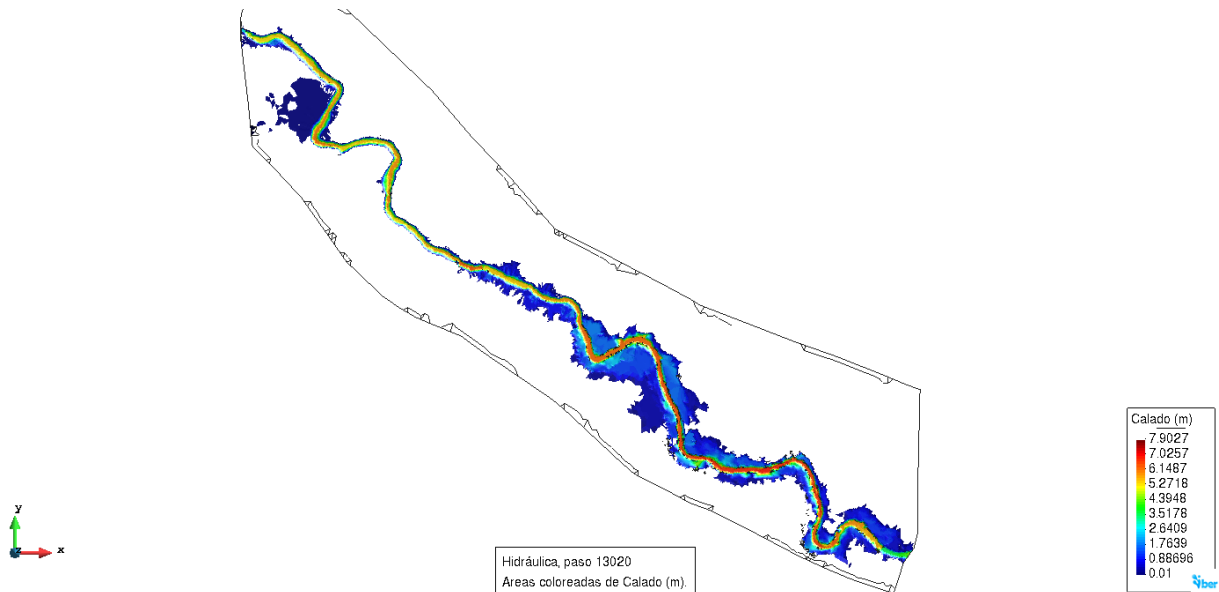 Calado (m)
7.9027
7.0257
6.1487
5.2718
4.3948
3.5178
2.6409
1.7639
0.88696
0.01
y
z
x
Hidráulica, paso 13020
Areas coloreadas de Calado (m).
Iber